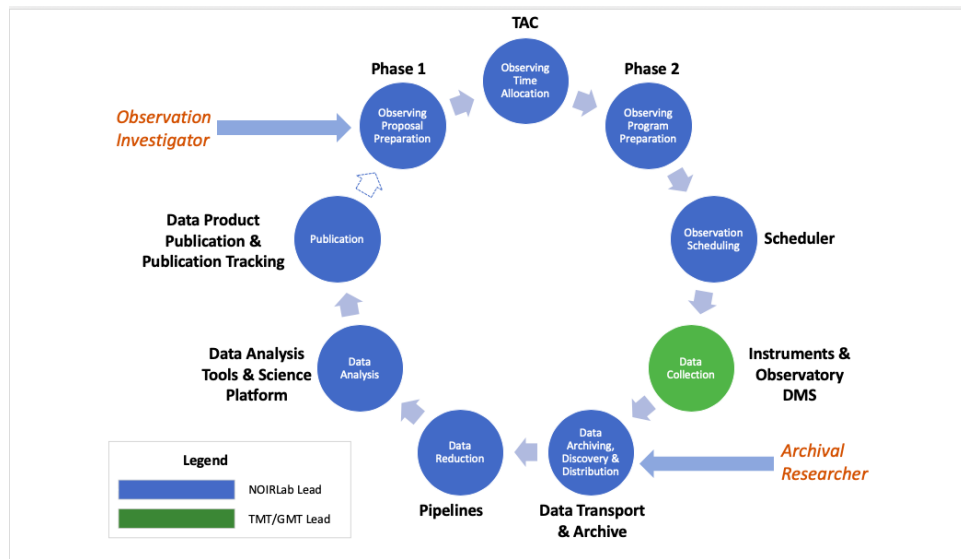 TAC
Observing
Time
Allocation
Phase 1
Phase 2
Observing
Proposal
Preparation
Observing
Program
Preparation
Observation
Investigator
Publication
Data Product
Publication &
Publication Tracking
Observation
Scheduling
Scheduler
Data
Collection
Instruments &
Observatory
DMS
Data Analysis
Tools & Science
Platform
Data
Analysis
Data
Reduction
Pipelines
Data
Archiving,
Discovery &
Distribution
Data Transport
& Archive
Archival
Researcher
Legend
NOIRLab Lead
TMT/GMT Lead